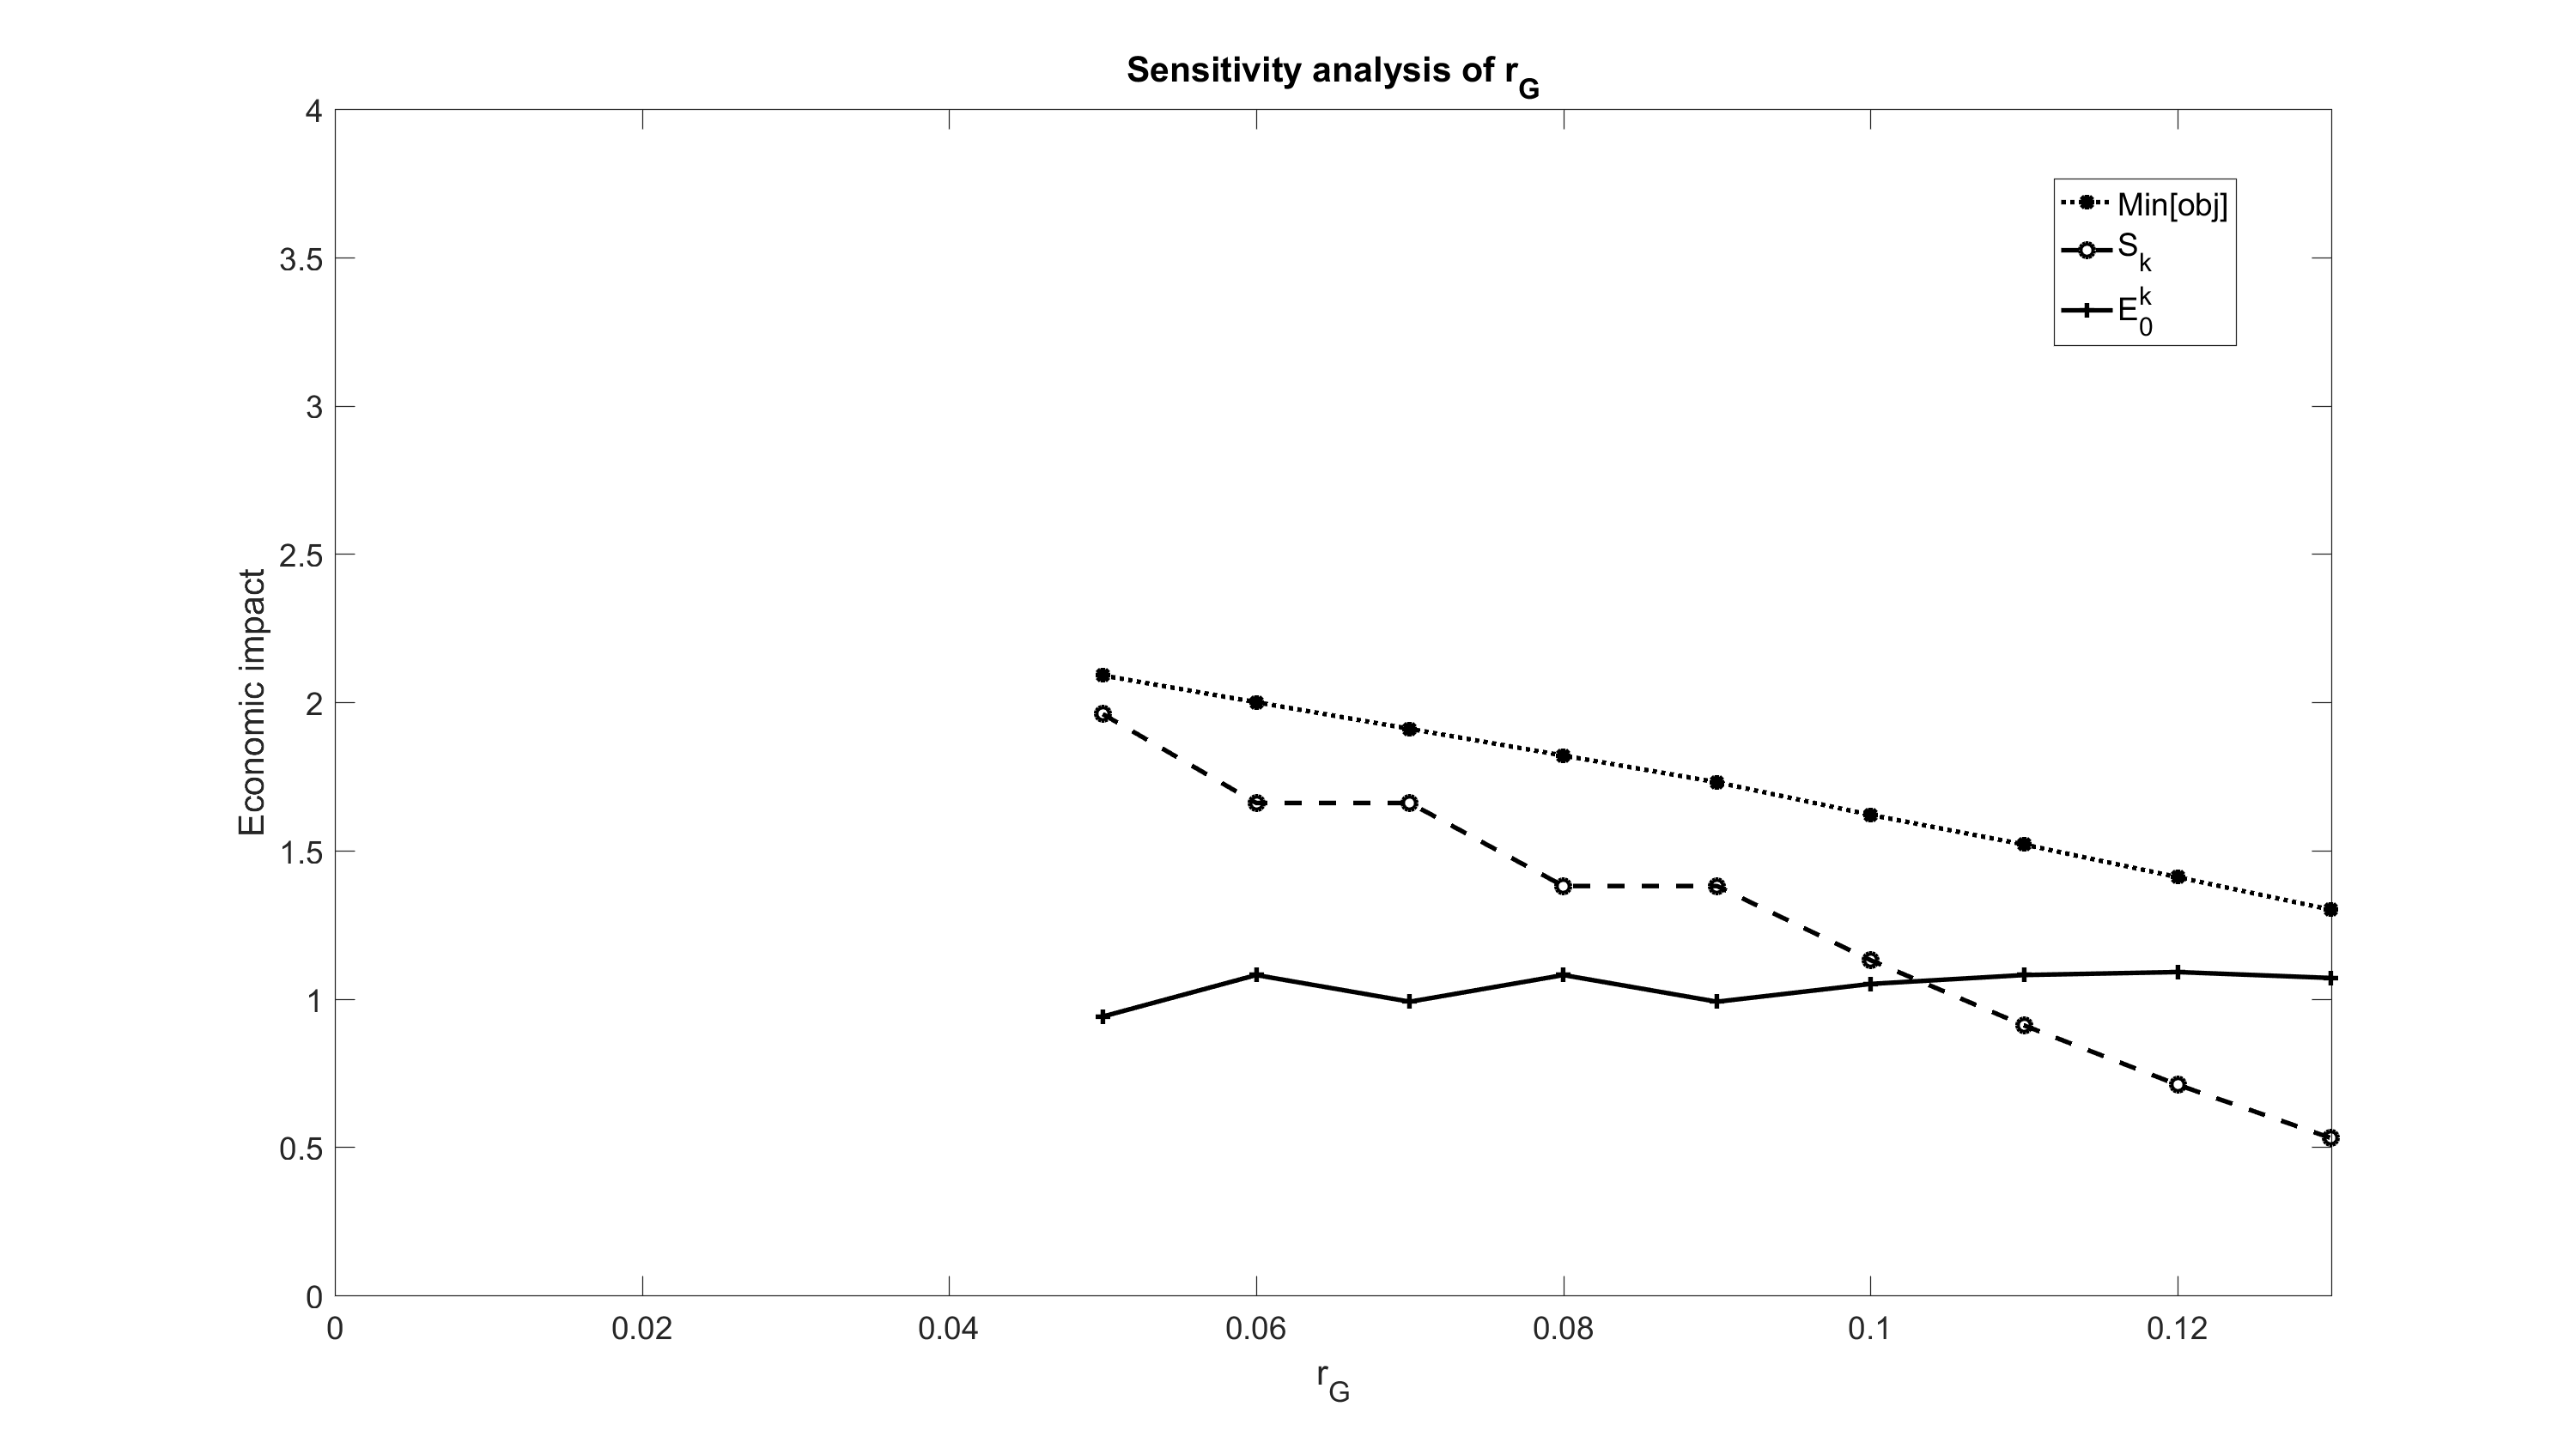 Sensitivity analysis of r_G
4
3.5
3
2.5
2
1.5
1
0.5
0
Economic impact
Min[obj]
S_k
E_0^k
0 0.02 0.04 0.06 0.08 0.1 0.12
r_G